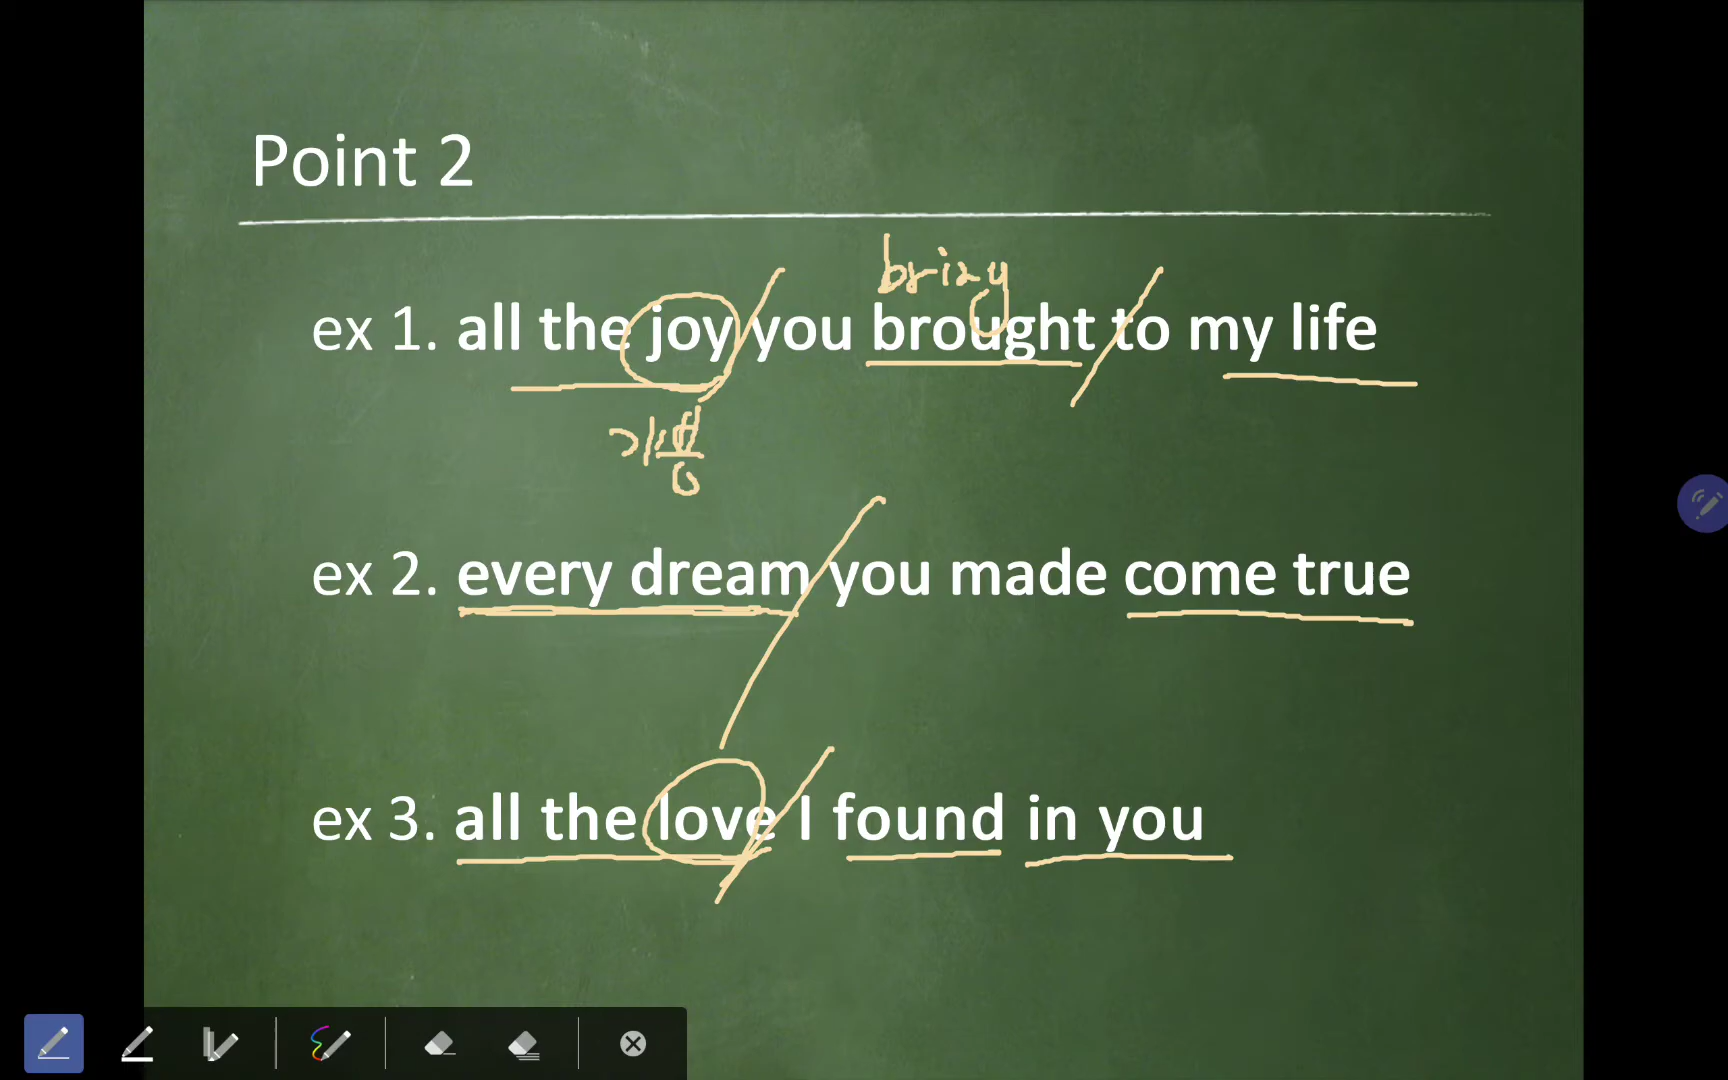 Point 2
bring
ex 1. all the joy you brought to my life
기쁨
ex 2. every dream you made come true
ex 3. all the love I found in you